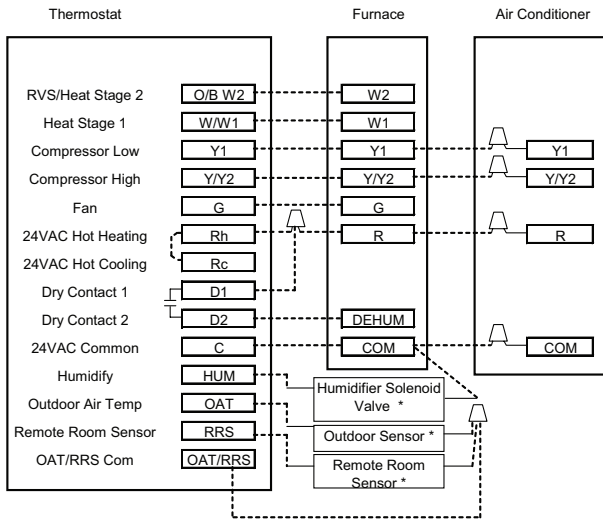 Thermostat Furnace Air Conditioner
RVS/Heat Stage 2 O/B W2 W2
Heat Stage 1 W/W1 W1
Compressor Low Y1 Y1 Y1
Compressor High Y/Y2 Y/Y2 Y/Y2
Fan G G
24VAC Hot Heating Rh R R
24VAC Hot Cooling Rc
Dry Contact 1 D1
Dry Contact 2 D2 DEHUM
24VAC Common C COM COM
Humidify HUM
Humidifier Solenoid
Valve *
Outdoor Air Temp OAT
Outdoor Sensor *
Remote Room Sensor RRS
Remote Room
Sensor *
OAT/RRS Com OAT/RRS